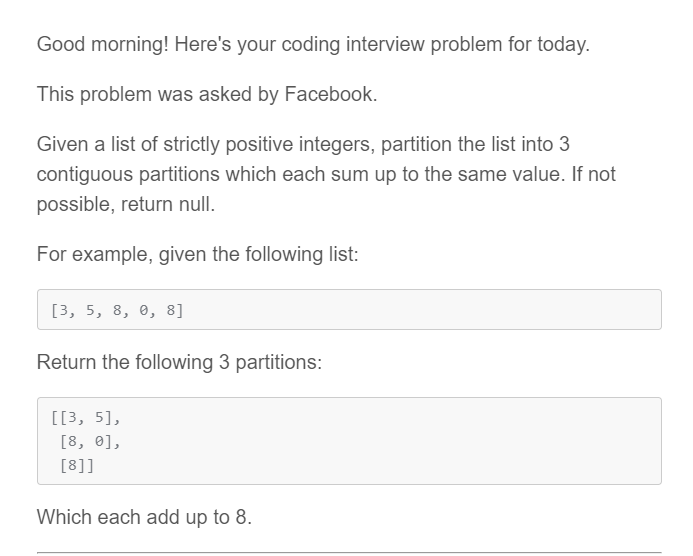 Good morning! Here's your coding interview problem for today.
This problem was asked by Facebook.
Given a list of strictly positive integers, partition the list into 3
contiguous partitions which each sum up to the same value. If not
possible, return null.
For example, given the following list:
[3, 5, 8, 0, 8]
Return the following 3 partitions:
[[3, 5],
 [8, 0],
 [8]]
Which each add up to 8.